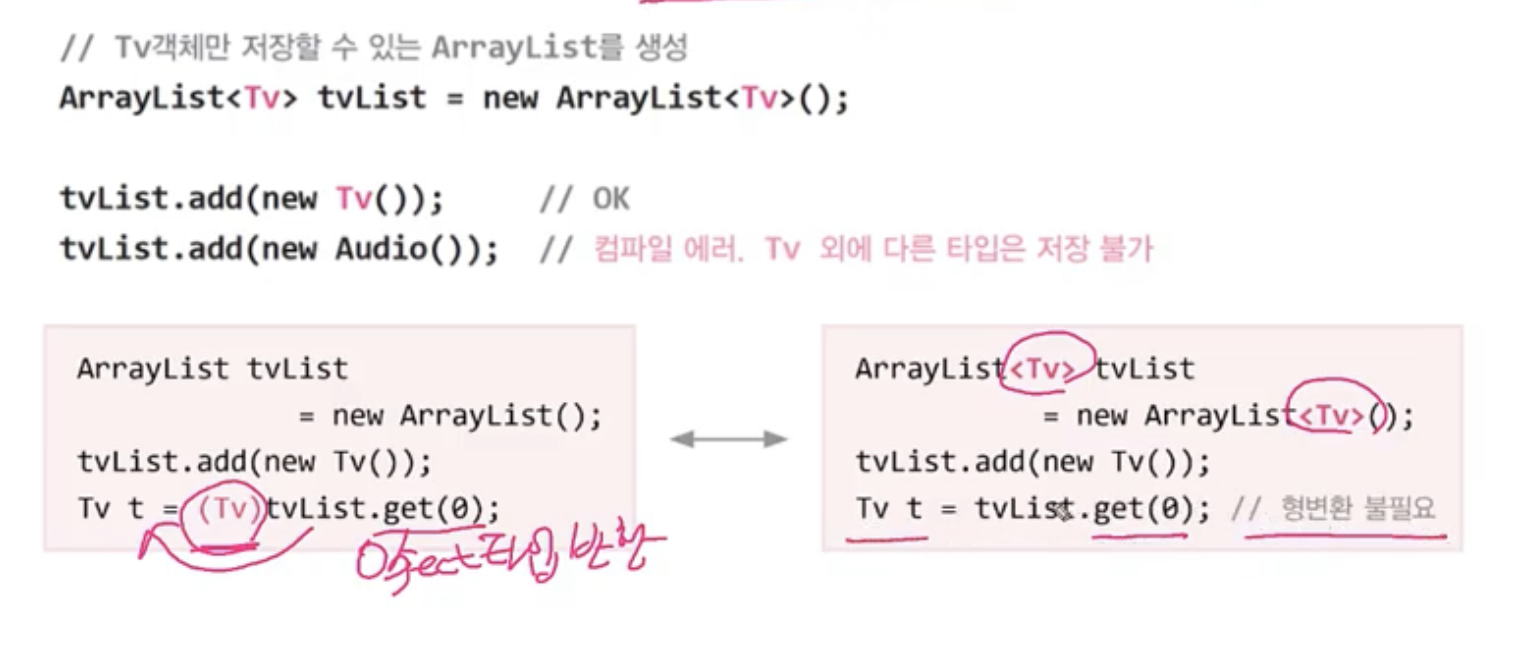 // Tv객체만 저장할 수 있는 ArrayList를 생성
ArrayList<Tv> tvList = new ArrayList<Tv>();
tvList.add(new Tv());     // OK
tvList.add(new Audio());  // 컴파일 에러. Tv 외에 다른 타입은 저장 불가
ArrayList tvList
= new ArrayList();
tvList.add(new Tv());
Tv t = (Tv)tvList.get(0);
Object타입 반환
ArrayList<Tv> tvList
= new ArrayList<Tv>();
tvList.add(new Tv());
Tv t = tvList.get(0); // 형변환 불필요